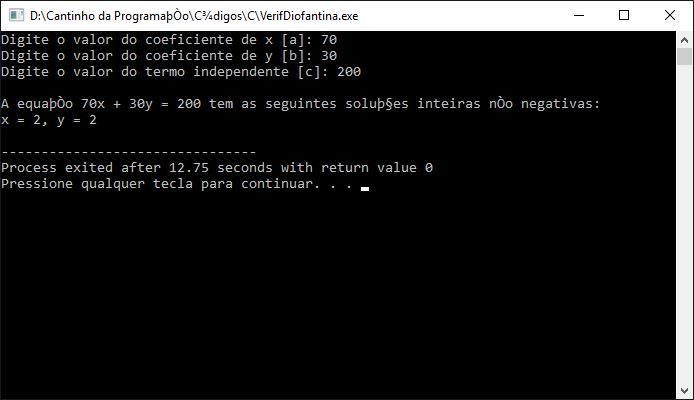 D:\Cantinho da ProgramaþÒo\C¾digos\C\VerifDiofantina.exe
Digite o valor do coeficiente de x [a]: 70
Digite o valor do coeficiente de y [b]: 30
Digite o valor do termo independente [c]: 200
A equaþÒo 70x + 30y = 200 tem as seguintes soluþ§es inteiras nÒo negativas:
x = 2, y = 2
--------------------------------
Process exited after 12.75 seconds with return value 0
Pressione qualquer tecla para continuar. . .